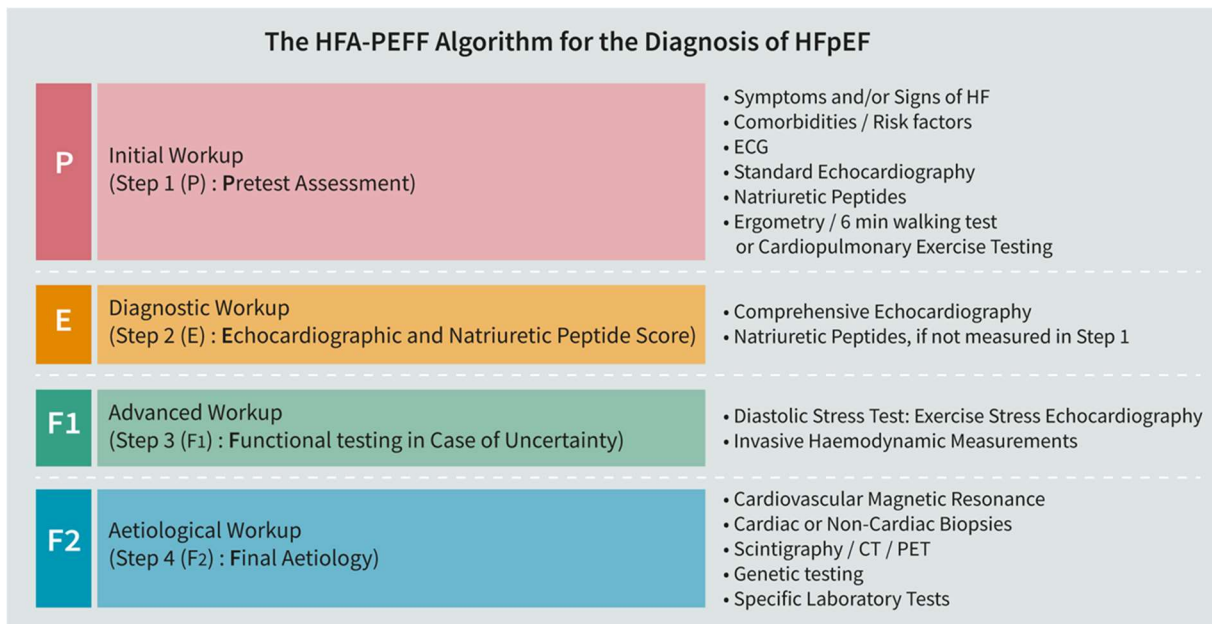 The HFA-PEFF Algorithm for the Diagnosis of HFpEF
P
Initial Workup
(Step 1 (P) : Pretest Assessment)
• Symptoms and/or Signs of HF
• Comorbidities / Risk factors
• ECG
• Standard Echocardiography
• Natriuretic Peptides
• Ergometry / 6 min walking test
or Cardiopulmonary Exercise Testing
E
Diagnostic Workup
(Step 2 (E) : Echocardiographic and Natriuretic Peptide Score)
• Comprehensive Echocardiography
• Natriuretic Peptides, if not measured in Step 1
F1
Advanced Workup
(Step 3 (F1) : Functional testing in Case of Uncertainty)
• Diastolic Stress Test: Exercise Stress Echocardiography
• Invasive Haemodynamic Measurements
F2
Aetiological Workup
(Step 4 (F2) : Final Aetiology)
• Cardiovascular Magnetic Resonance
• Cardiac or Non-Cardiac Biopsies
• Scintigraphy / CT / PET
• Genetic testing
• Specific Laboratory Tests